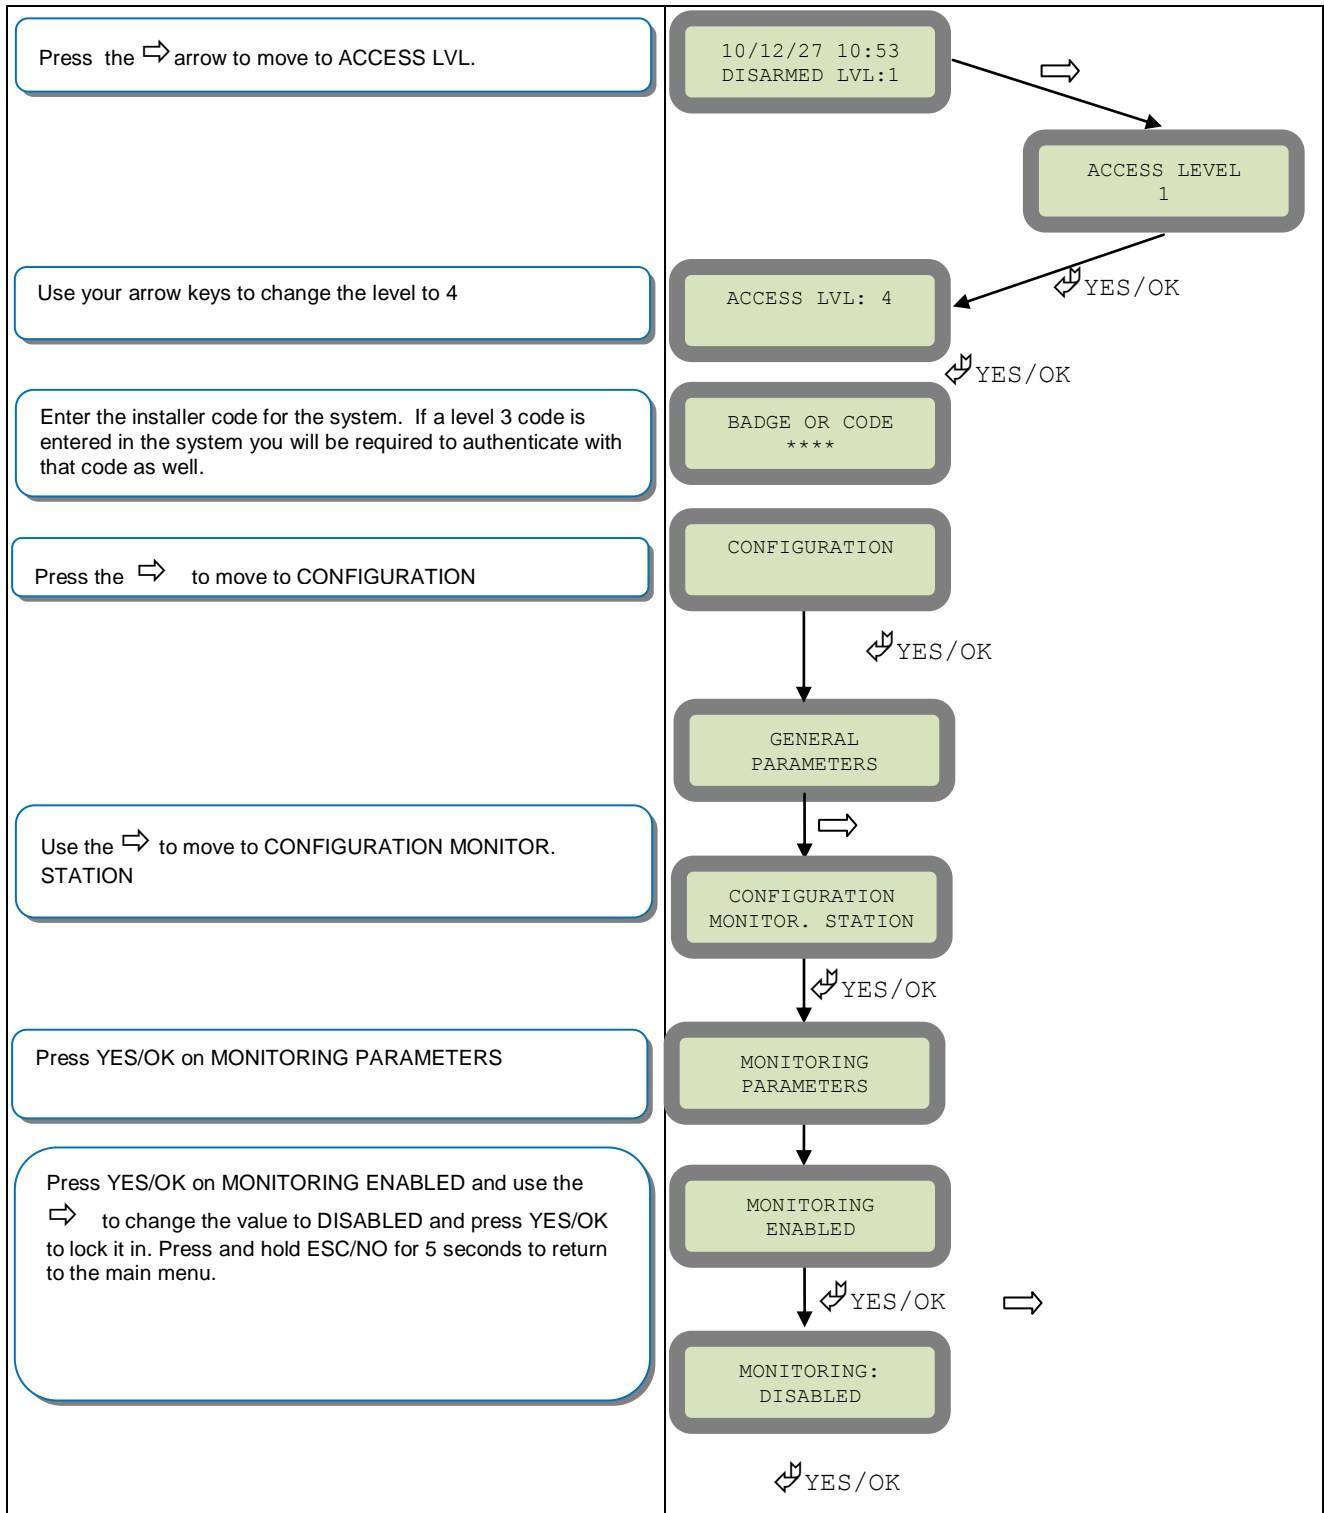 Press the ⇨ arrow to move to ACCESS LVL.
10/12/27 10:53
DISARMED LVL:1
⇨
ACCESS LEVEL
1
YES/OK
Use your arrow keys to change the level to 4
ACCESS LVL: 4
YES/OK
Enter the installer code for the system. If a level 3 code is
entered in the system you will be required to authenticate with
that code as well.
BADGE OR CODE
****
Press the ⇨ to move to CONFIGURATION
CONFIGURATION
YES/OK
GENERAL
PARAMETERS
⇨
Use the ⇨ to move to CONFIGURATION MONITOR.
STATION
CONFIGURATION
MONITOR. STATION
YES/OK
Press YES/OK on MONITORING PARAMETERS
MONITORING
PARAMETERS
Press YES/OK on MONITORING ENABLED and use the
⇨ to change the value to DISABLED and press YES/OK
to lock it in. Press and hold ESC/NO for 5 seconds to return
to the main menu.
MONITORING
ENABLED
YES/OK ⇨
MONITORING:
DISABLED
YES/OK